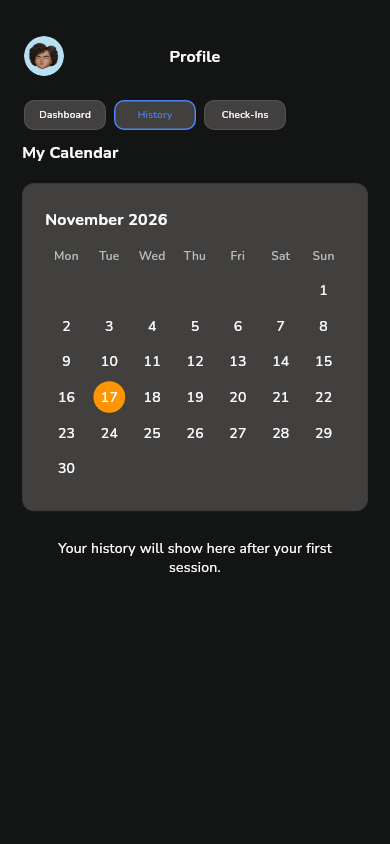 Profile
Dashboard History Check-Ins
My Calendar
November 2026
Mon Tue Wed Thu Fri Sat Sun
1
2 3 4 5 6 7 8
9 10 11 12 13 14 15
16 17 18 19 20 21 22
23 24 25 26 27 28 29
30
Your history will show here after your first
session.